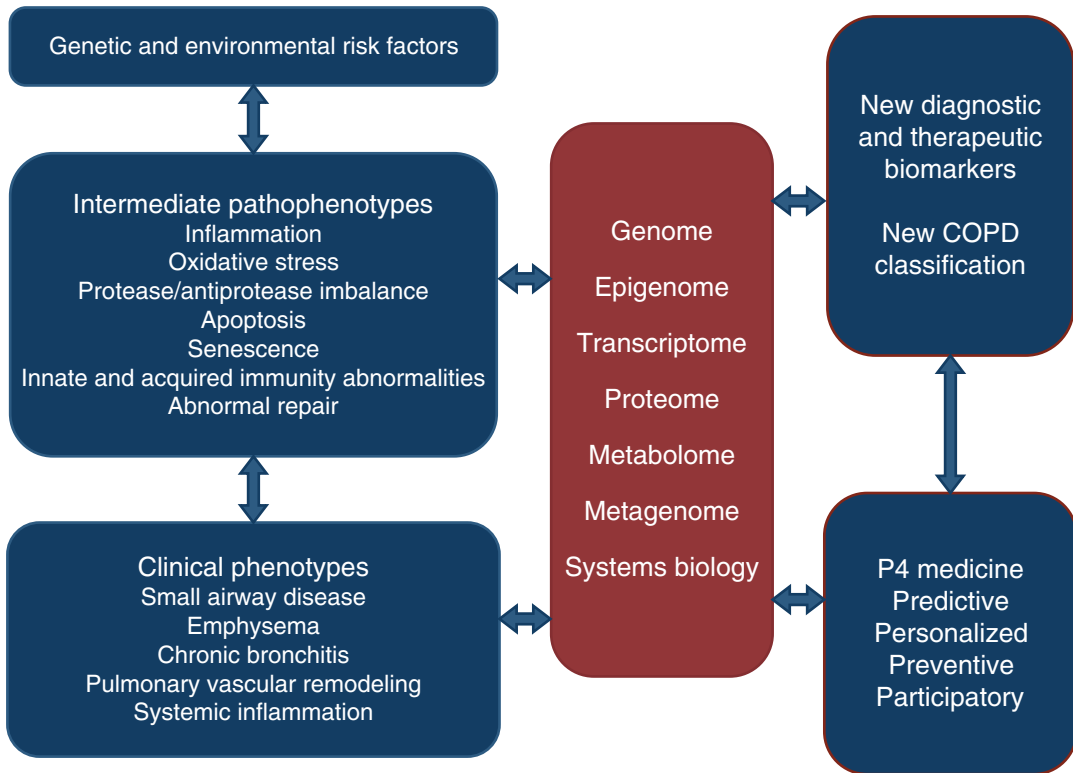 Genetic and environmental risk factors
Intermediate pathophenotypes
Inflammation
Oxidative stress
Protease/antiprotease imbalance
Apoptosis
Senescence
Innate and acquired immunity abnormalities
Abnormal repair
Clinical phenotypes
Small airway disease
Emphysema
Chronic bronchitis
Pulmonary vascular remodeling
Systemic inflammation
Genome
Epigenome
Transcriptome
Proteome
Metabolome
Metagenome
Systems biology
New diagnostic
and therapeutic
biomarkers
New COPD
classification
P4 medicine
Predictive
Personalized
Preventive
Participatory